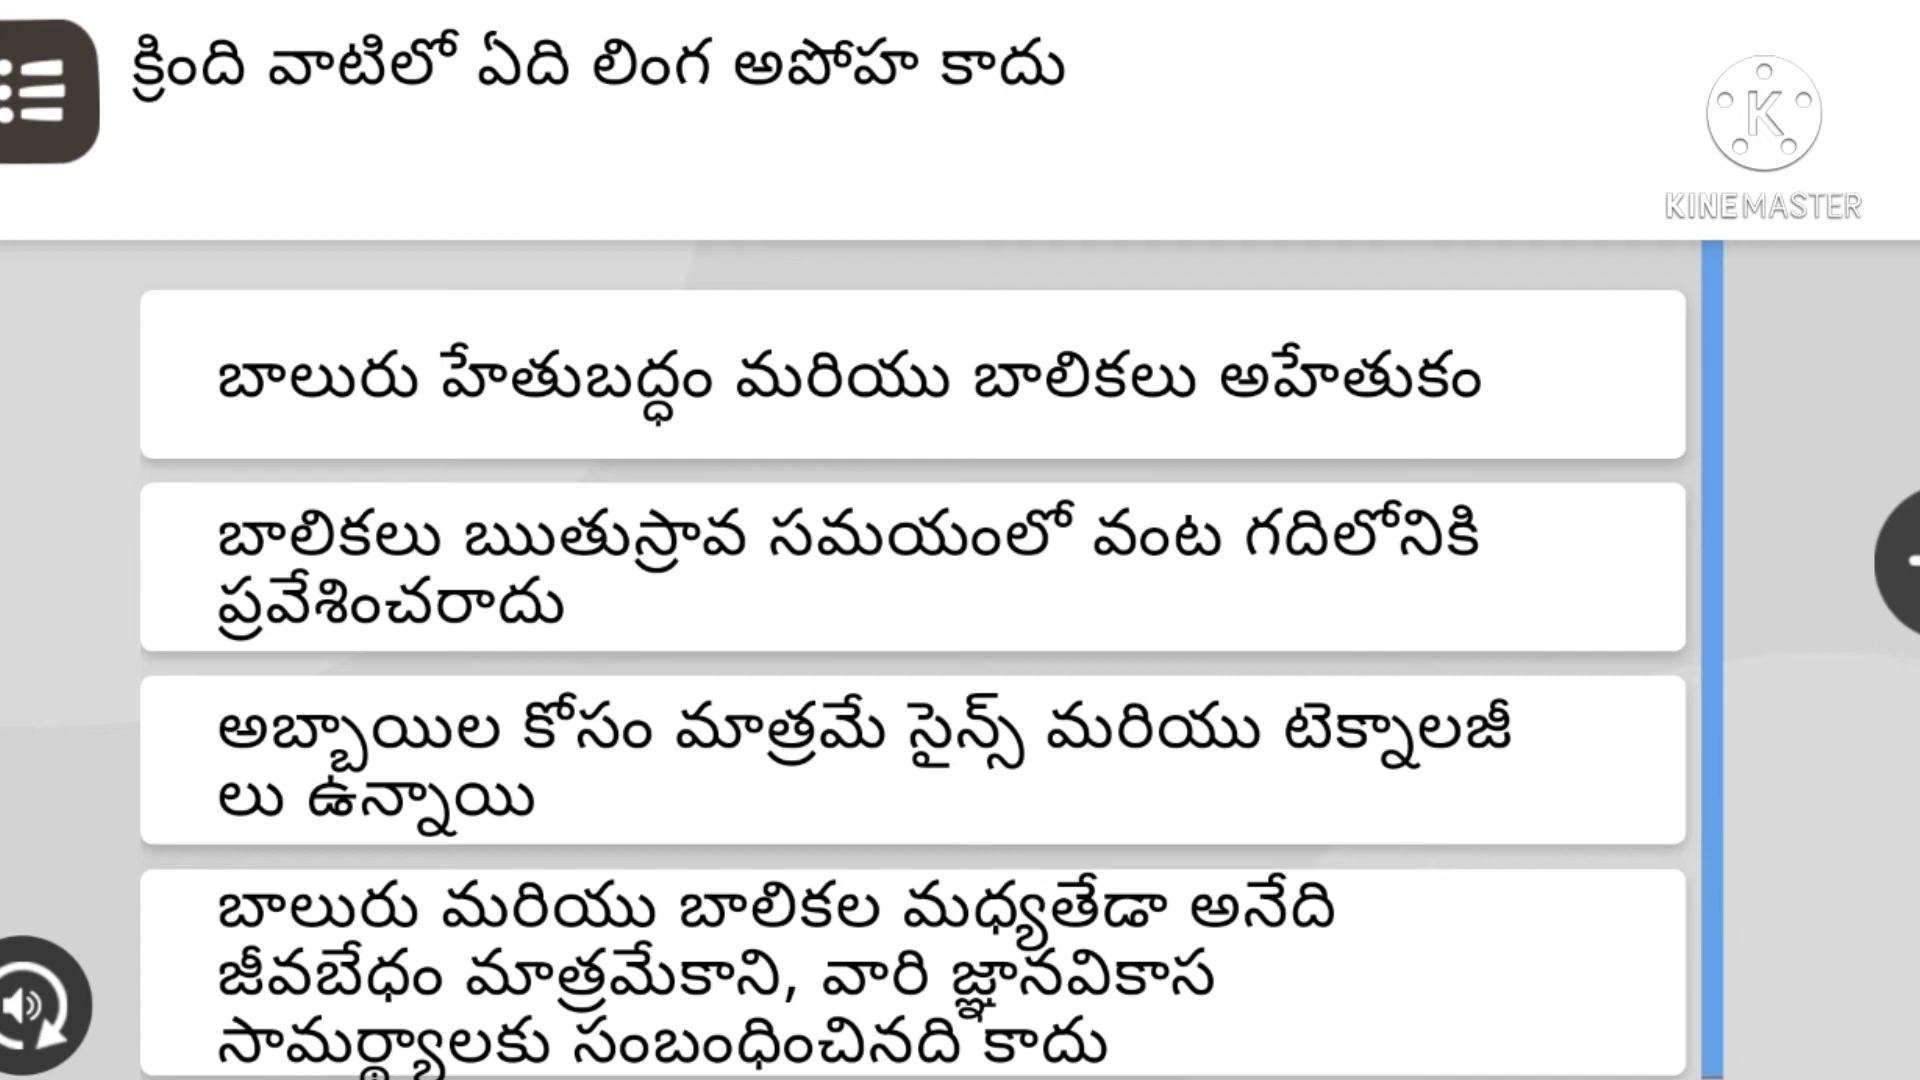 క్రింది వాటిలో ఏది లింగ అపోహ కాదు
KINEMASTER
బాలురు హేతుబద్ధం మరియు బాలికలు అహేతుకం
బాలికలు ఋతుస్రావ సమయంలో వంట గదిలోనికి
ప్రవేశించరాదు
అబ్బాయిల కోసం మాత్రమే సైన్స్ మరియు టెక్నాలజీ
లు ఉన్నాయి
బాలురు మరియు బాలికల మధ్యతేడా అనేది
జీవబేధం మాత్రమేకాని, వారి జ్ఞానవికాస
సామర్థ్యాలకు సంబంధించినది కాదు